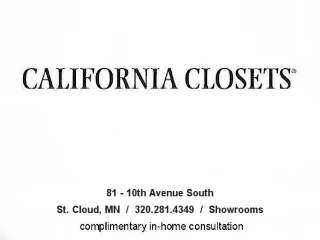 CALIFORNIA CLOSETS®
81 - 10th Avenue South
St. Cloud, MN / 320.281.4349 / Showrooms
complimentary in-home consultation